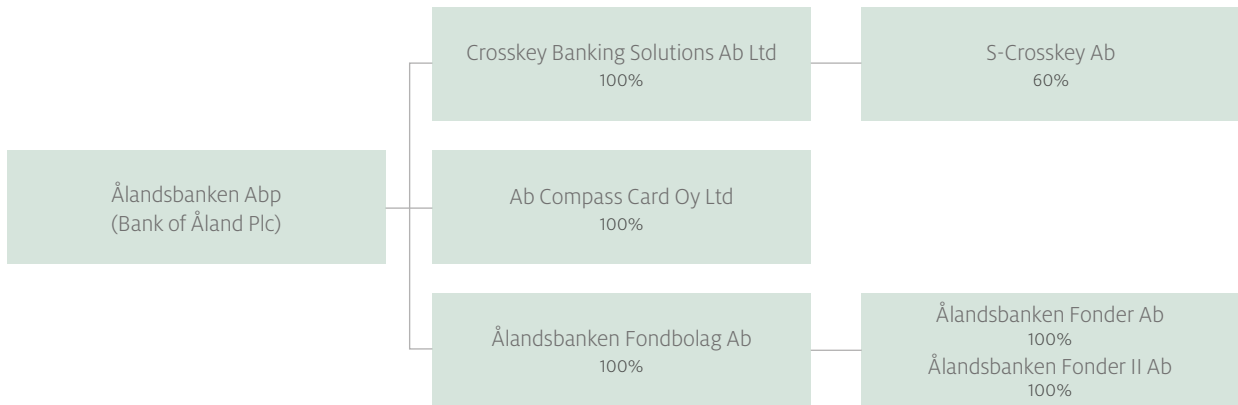 Crosskey Banking Solutions Ab Ltd
100%
S-Crosskey Ab
60%
Ålandsbanken Abp
(Bank of Åland Plc)
Ab Compass Card Oy Ltd
100%
Ålandsbanken Fondbolag Ab
100%
Ålandsbanken Fonder Ab
100%
Ålandsbanken Fonder II Ab
100%